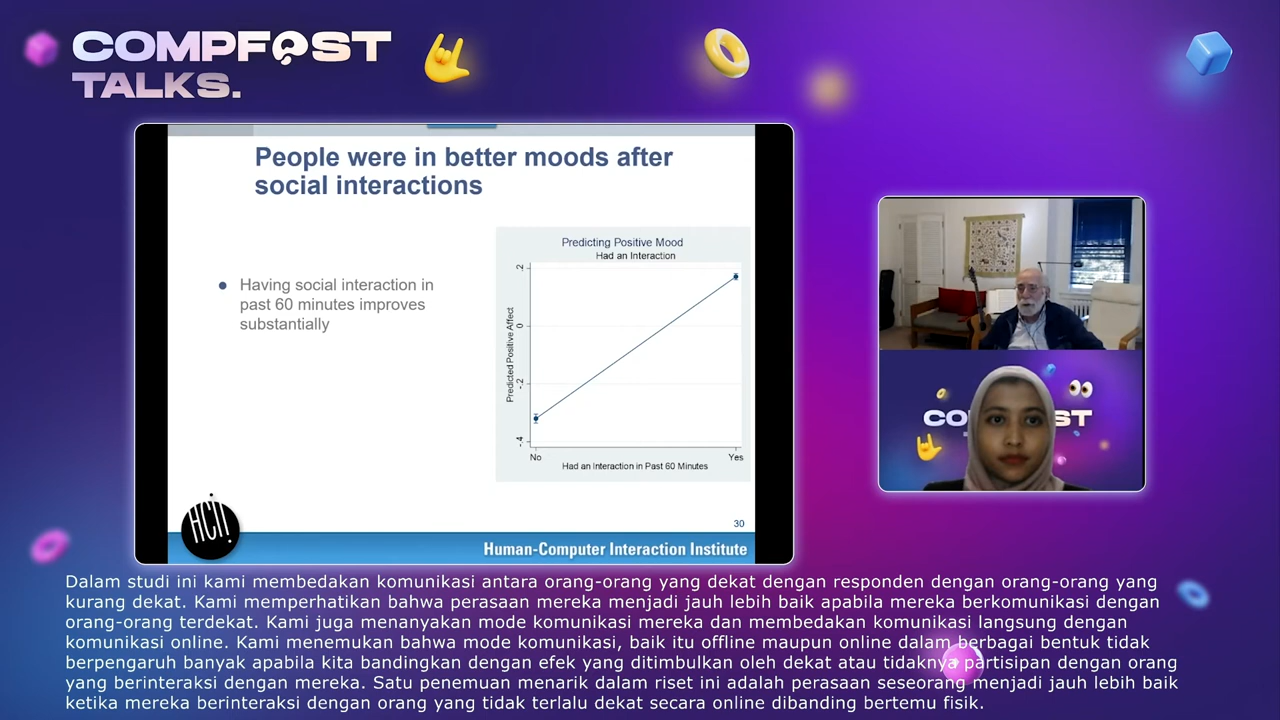 COMPFEST
TALKS.
People were in better moods after
social interactions
Having social interaction in
past 60 minutes improves
substantially
Predicting Positive Mood
Had an Interaction
Predicted Positive Affect
.2
0
-.2
-.4
No
Yes
Had an Interaction in Past 60 Minutes
HCII
30
Human-Computer Interaction Institute
COM
ST
Dalam studi ini kami membedakan komunikasi antara orang-orang yang dekat dengan responden dengan orang-orang yang
kurang dekat. Kami memperhatikan bahwa perasaan mereka menjadi jauh lebih baik apabila mereka berkomunikasi dengan
orang-orang terdekat. Kami juga menanyakan mode komunikasi mereka dan membedakan komunikasi langsung dengan
komunikasi online. Kami menemukan bahwa mode komunikasi, baik itu offline maupun online dalam berbagai bentuk tidak
berpengaruh banyak apabila kita bandingkan dengan efek yang ditimbulkan oleh dekat atau tidaknya partisipan dengan orang
yang berinteraksi dengan mereka. Satu penemuan menarik dalam riset ini adalah perasaan seseorang menjadi jauh lebih baik
ketika mereka berinteraksi dengan orang yang tidak terlalu dekat secara online dibanding bertemu fisik.